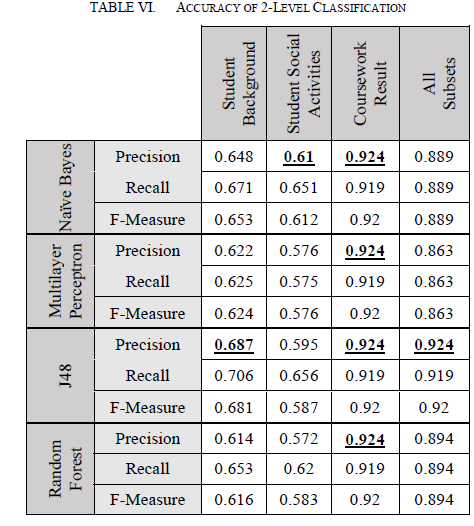 TABLE VI. ACCURACY OF 2-LEVEL CLASSIFICATION
Student Background Student Social Activities Coursework Result All Subsets
Naïve Bayes Precision 0.648 0.61 0.924 0.889
Recall 0.671 0.651 0.919 0.889
F-Measure 0.653 0.612 0.92 0.889
Multilayer Perceptron Precision 0.622 0.576 0.924 0.863
Recall 0.625 0.575 0.919 0.863
F-Measure 0.624 0.576 0.92 0.863
J48 Precision 0.687 0.595 0.924 0.924
Recall 0.706 0.656 0.919 0.919
F-Measure 0.681 0.587 0.92 0.92
Random Forest Precision 0.614 0.572 0.924 0.894
Recall 0.653 0.62 0.919 0.894
F-Measure 0.616 0.583 0.92 0.894